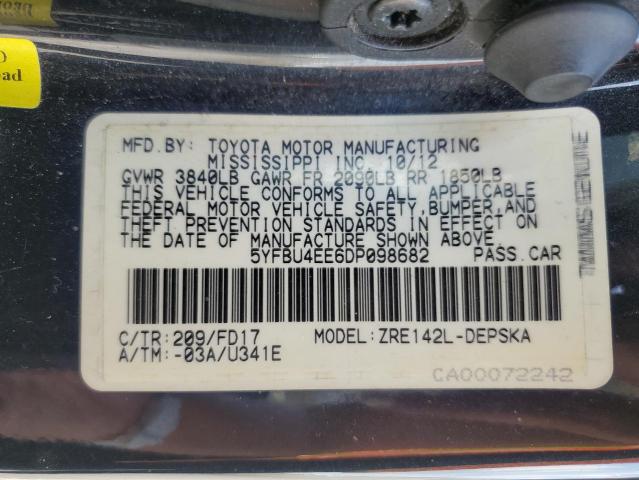 MFD.BY: TOYOTA MOTOR MANUFACTURING
MISSISSIPPI INC. 10/12
GVWR 3840LB GAWR FR 2090LB RR 1850LB
THIS VEHICLE CONFORMS TO ALL APPLICABLE
FEDERAL MOTOR VEHICLE SAFETY, BUMPER, AND
THEFT PREVENTION STANDARDS IN EFFECT ON
THE DATE OF MANUFACTURE SHOWN ABOVE.
5YFBU4EE6DP098682 PASS.CAR
C/TR:209/FD17 MODEL:ZRE142L-DEPSKA
A/TM:-03A/U341E
CA00072242
GENUINE
ad